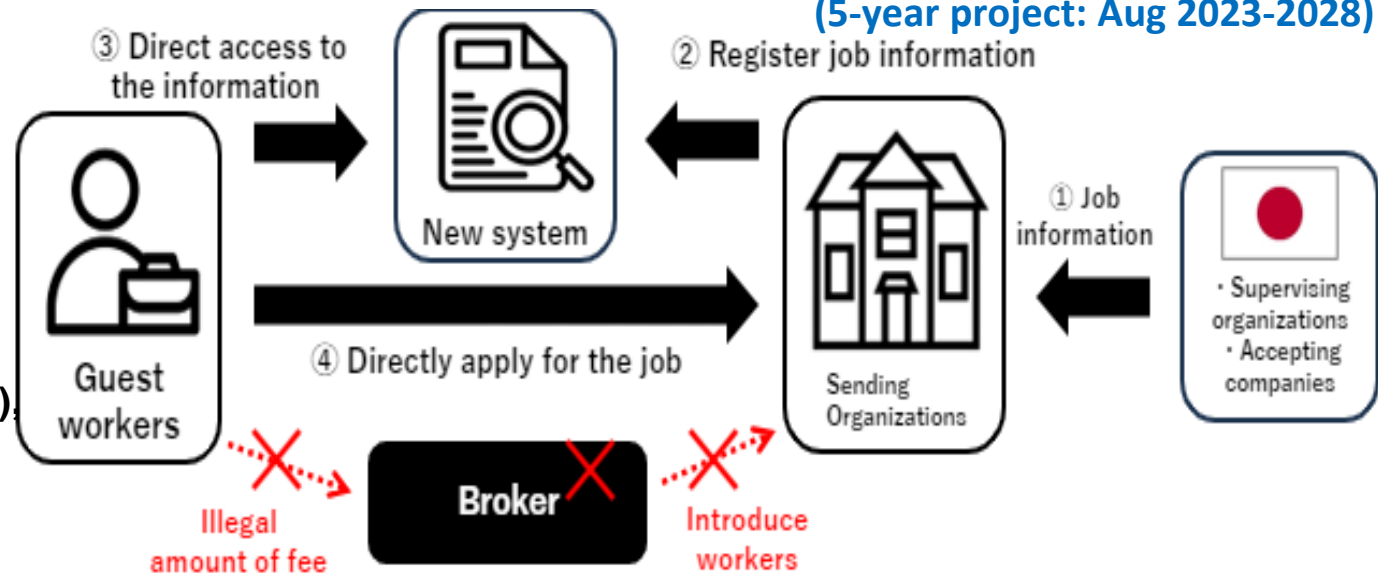 (5-year project: Aug 2023-2028)
③ Direct access to
the information
② Register job information
New system
① Job
information
・Supervising
organizations
・Accepting
companies
④ Directly apply for the job
Guest
workers
Sending
Organizations
),
Broker
Illegal
amount of fee
Introduce
workers